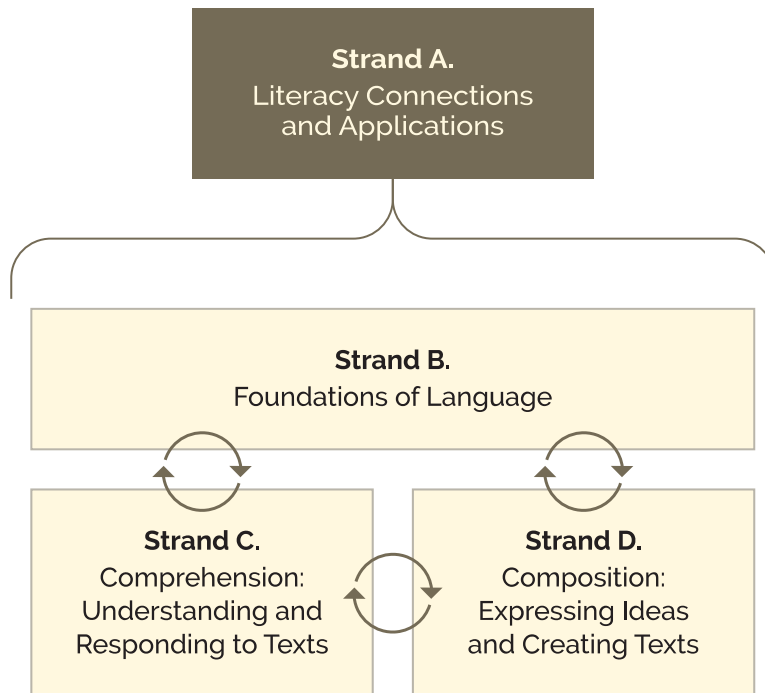 Strand A.
Literacy Connections
and Applications
Strand B.
Foundations of Language
Strand C.
Comprehension:
Understanding and
Responding to Texts
Strand D.
Composition:
Expressing Ideas
and Creating Texts